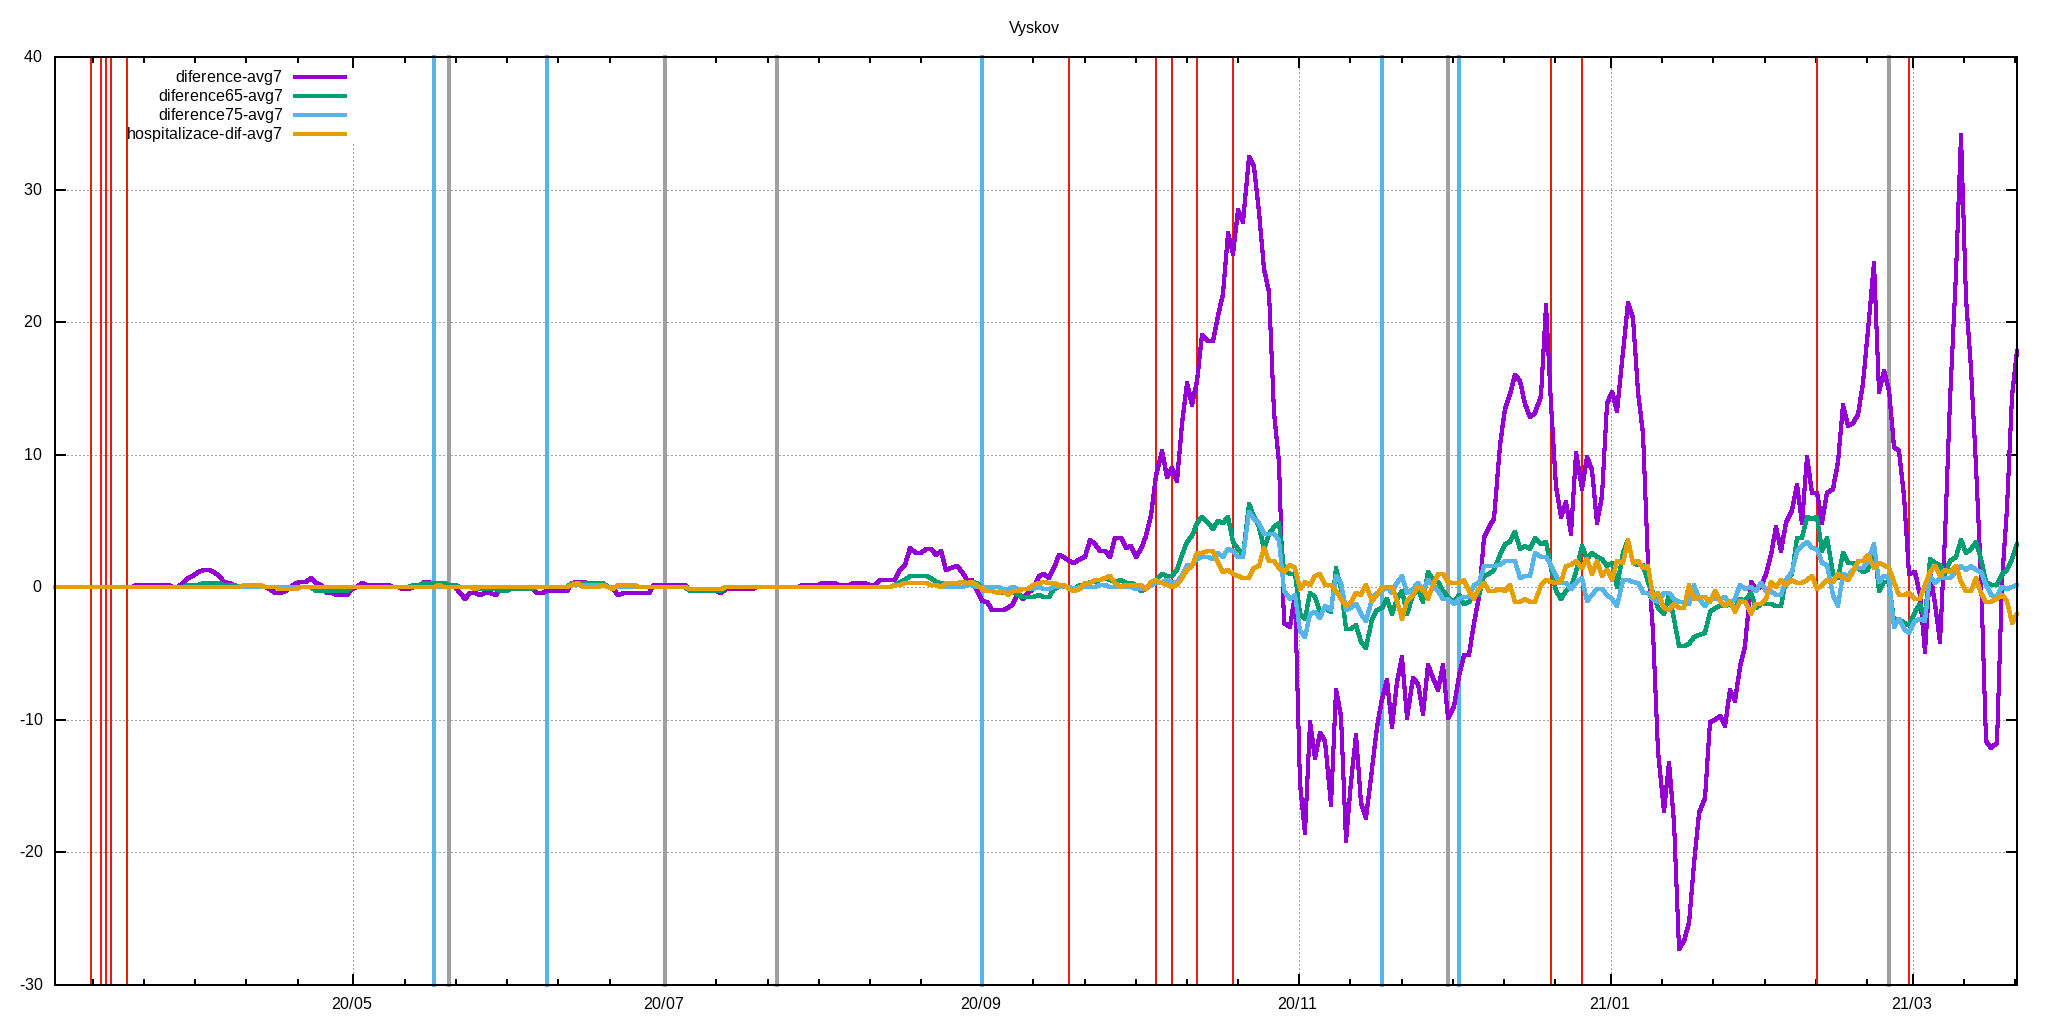 Vyskov
40
30
20
10
0
-10
-20
-30
diference-avg7
diference65-avg7
diference75-avg7
hospitalizace-dif-avg7
20/05 20/07 20/09 20/11 21/01 21/03